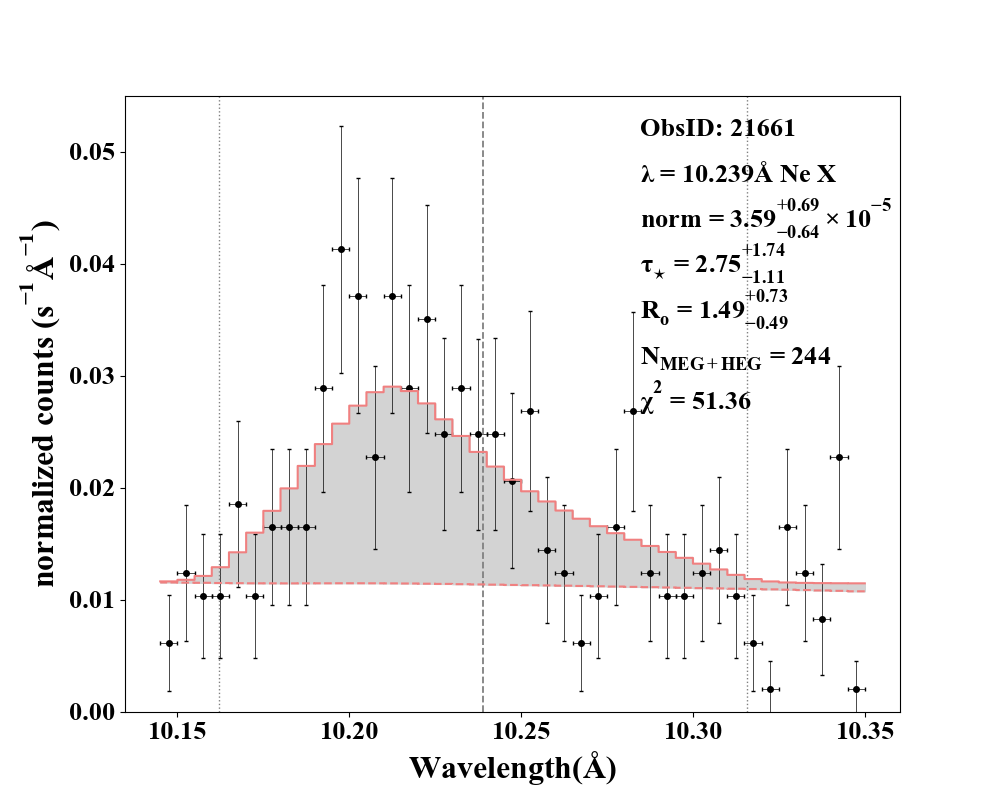 ObsID: 21661
λ = 10.239Å Ne X
norm = 3.59 +0.69 −0.64 × 10^−5
τ⋆ = 2.75 +1.74 −1.11
R_o = 1.49 +0.73 −0.49
N_MEG+HEG = 244
χ^2 = 51.36
normalized counts (s^−1 Å^−1)
0.05
0.04
0.03
0.02
0.01
0.00
10.15 10.20 10.25 10.30 10.35
Wavelength(Å)